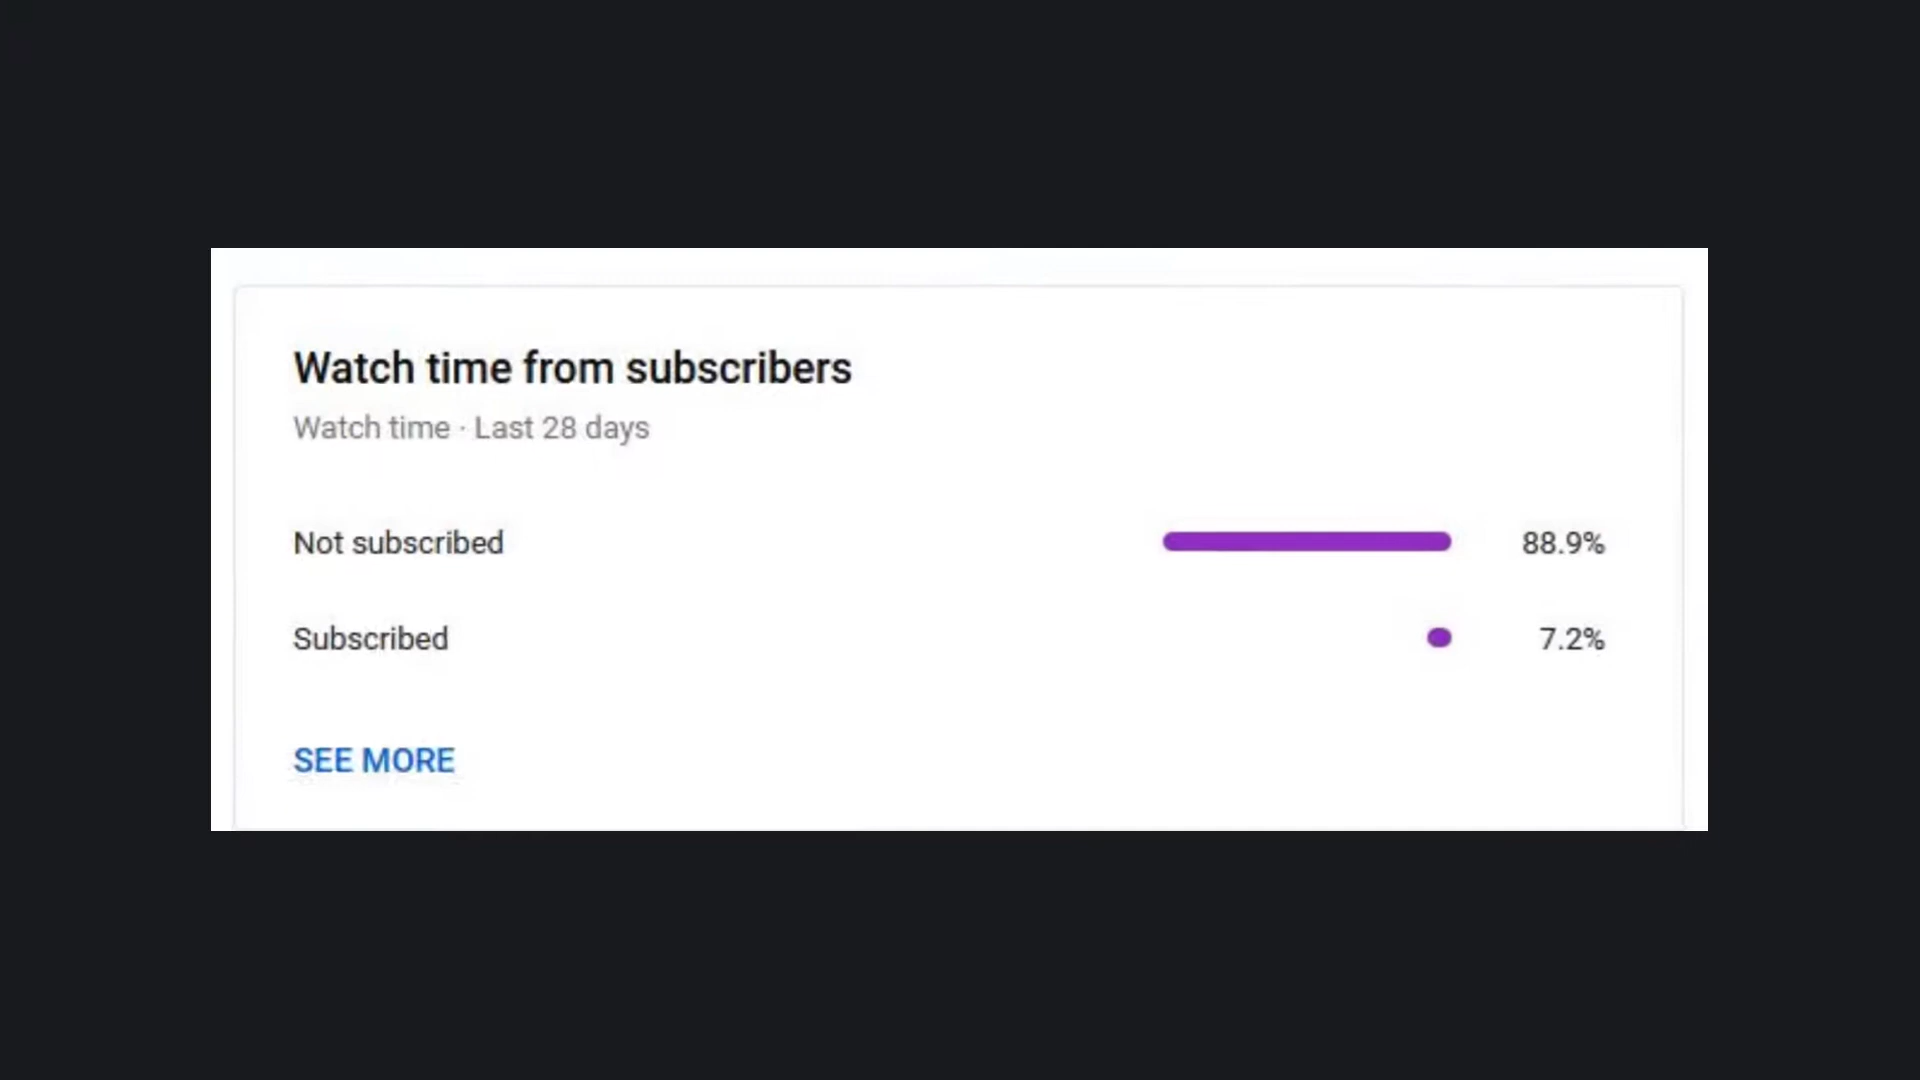 Watch time from subscribers
Watch time · Last 28 days
Not subscribed 88.9%
Subscribed 7.2%
SEE MORE